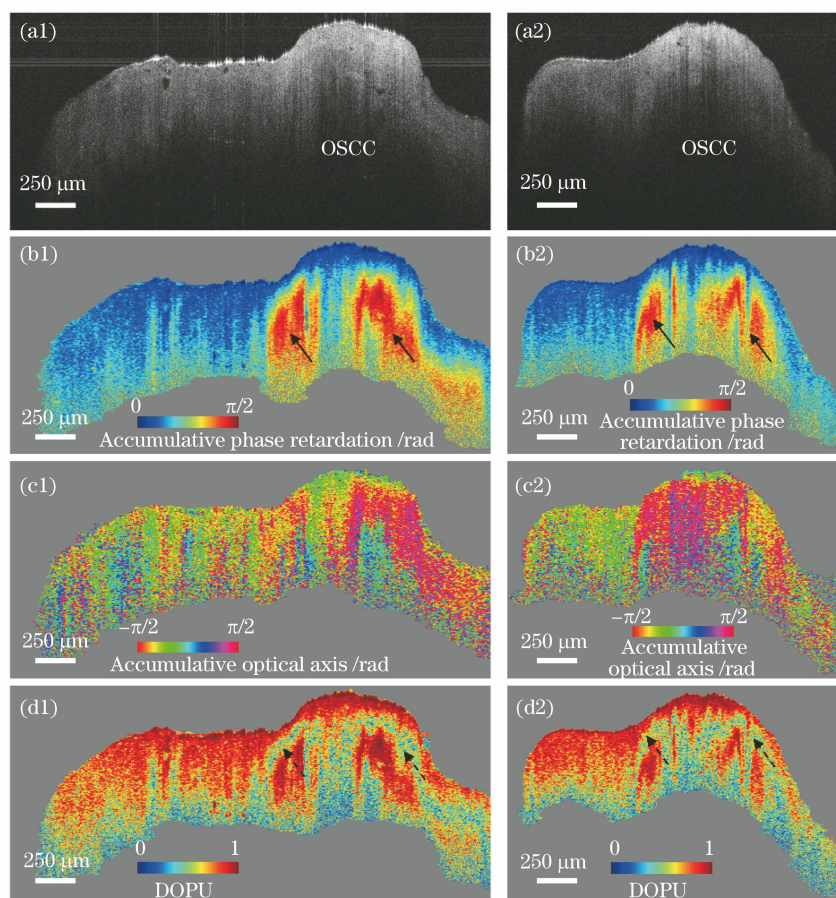 (a1)
OSCC
250 μm
(a2)
OSCC
250 μm
(b1)
0 π/2
250 μm
Accumulative phase retardation /rad
(b2)
0 π/2
250 μm
Accumulative phase
retardation /rad
(c1)
−π/2 π/2
250 μm
Accumulative optical axis /rad
(c2)
−π/2 π/2
250 μm
Accumulative
optical axis /rad
(d1)
0 1
250 μm
DOPU
(d2)
0 1
250 μm
DOPU